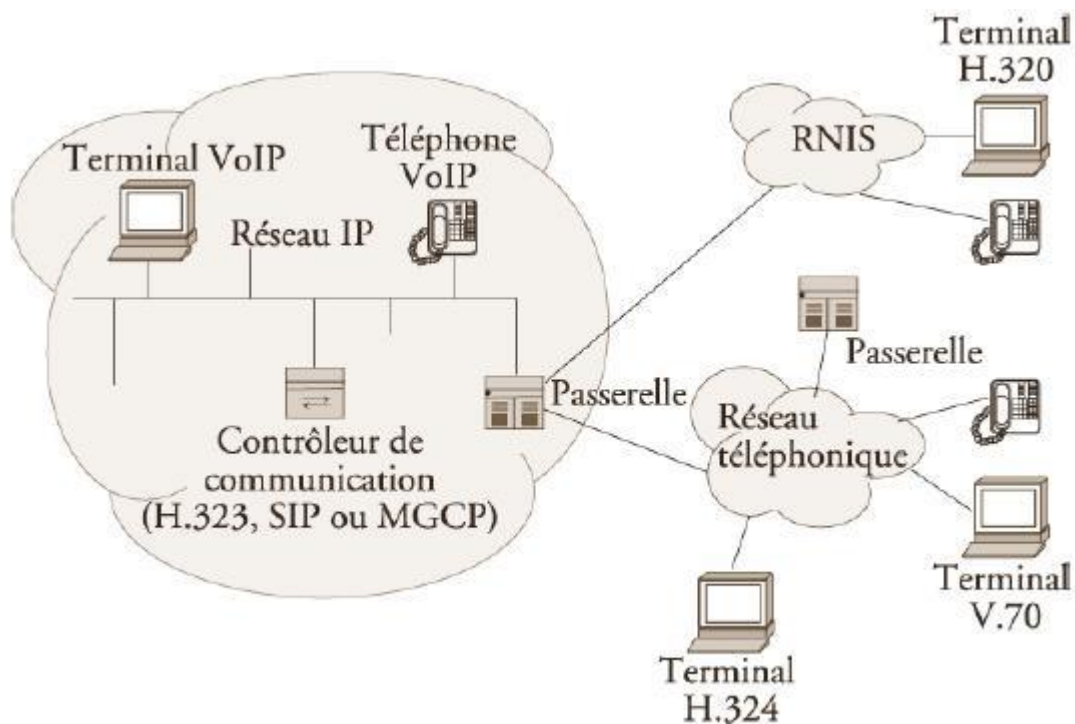 Terminal
H.320
RNIS
Téléphone
VoIP
Terminal VoIP
Réseau IP
Passerelle
Passerelle
Réseau
téléphonique
Contrôleur de
communication
(H.323, SIP ou MGCP)
Terminal
V.70
Terminal
H.324